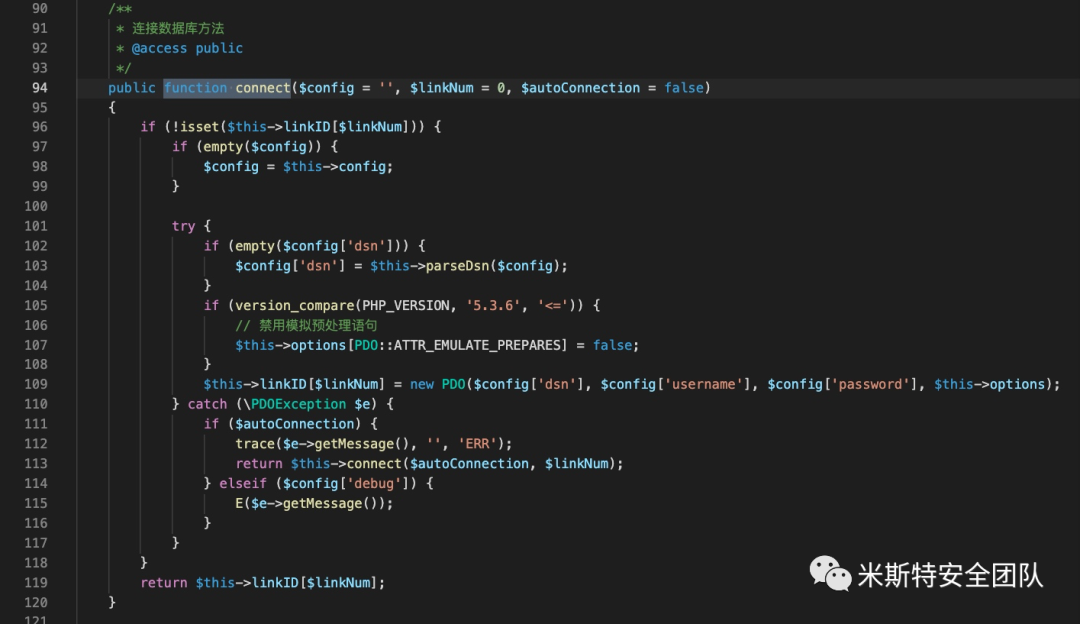 90 /**
91 * 连接数据库方法
92 * @access public
93 */
94 public function connect($config = '', $linkNum = 0, $autoConnection = false)
95 {
96 if (!isset($this->linkID[$linkNum])) {
97 if (empty($config)) {
98 $config = $this->config;
99 }
100
101 try {
102 if (empty($config['dsn'])) {
103 $config['dsn'] = $this->parseDsn($config);
104 }
105 if (version_compare(PHP_VERSION, '5.3.6', '<=')) {
106 // 禁用模拟预处理语句
107 $this->options[PDO::ATTR_EMULATE_PREPARES] = false;
108 }
109 $this->linkID[$linkNum] = new PDO($config['dsn'], $config['username'], $config['password'], $this->options);
110 } catch (\PDOException $e) {
111 if ($autoConnection) {
112 trace($e->getMessage(), '', 'ERR');
113 return $this->connect($autoConnection, $linkNum);
114 } elseif ($config['debug']) {
115 E($e->getMessage());
116 }
117 }
118 }
119 return $this->linkID[$linkNum];
120 }
121
米斯特安全团队